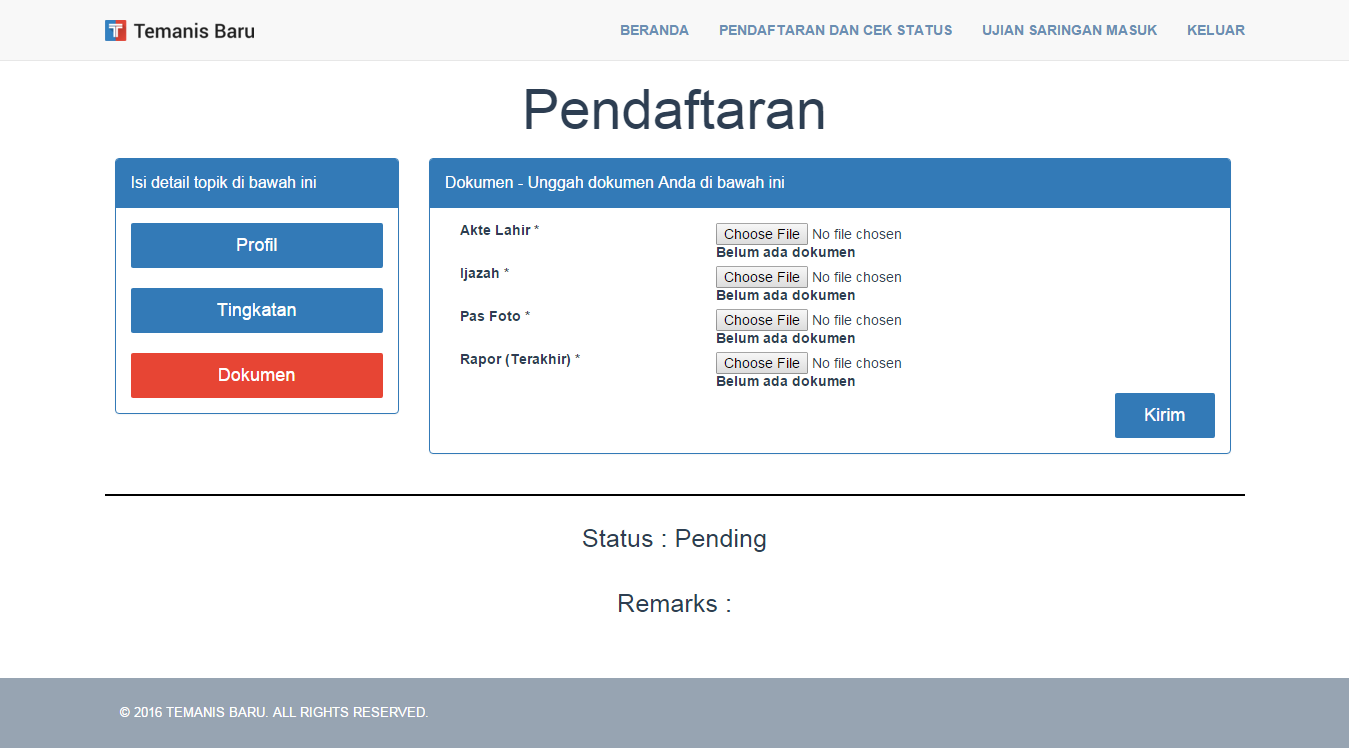 Temanis Baru
BERANDA PENDAFTARAN DAN CEK STATUS UJIAN SARINGAN MASUK KELUAR
Pendaftaran
Isi detail topik di bawah ini
Profil
Tingkatan
Dokumen
Dokumen - Unggah dokumen Anda di bawah ini
Akte Lahir * Choose File No file chosen
Belum ada dokumen
Ijazah * Choose File No file chosen
Belum ada dokumen
Pas Foto * Choose File No file chosen
Belum ada dokumen
Rapor (Terakhir) * Choose File No file chosen
Belum ada dokumen
Kirim
Status : Pending
Remarks :
© 2016 TEMANIS BARU. ALL RIGHTS RESERVED.